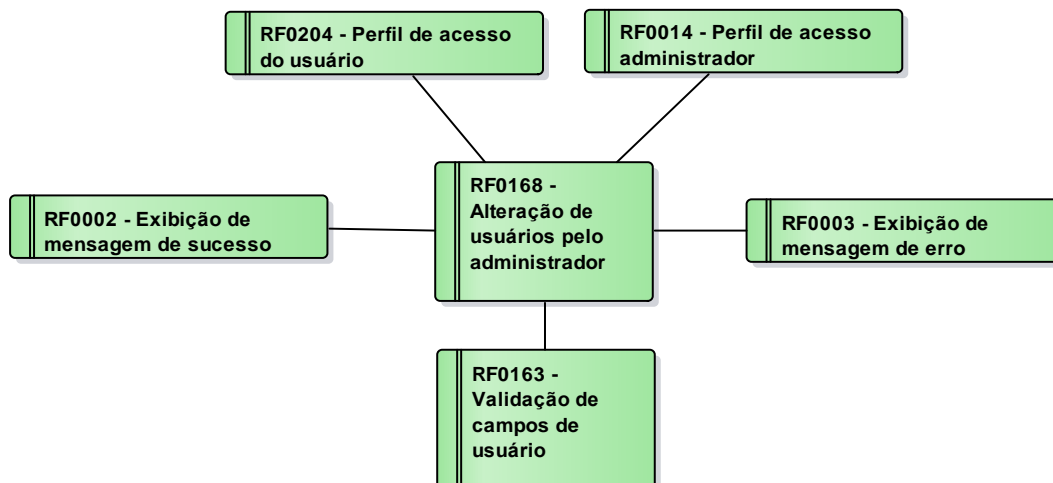 RF0204 - Perfil de acesso
do usuário
RF0014 - Perfil de acesso
administrador
RF0168 -
Alteração de
usuários pelo
administrador
RF0002 - Exibição de
mensagem de sucesso
RF0003 - Exibição de
mensagem de erro
RF0163 -
Validação de
campos de
usuário